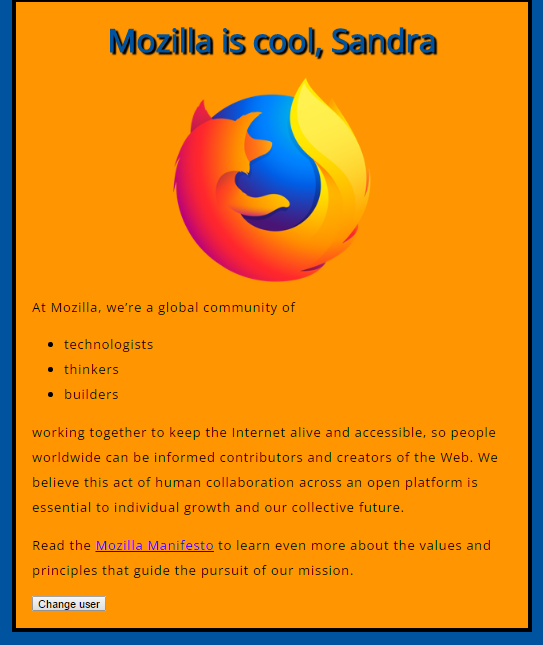 Mozilla is cool, Sandra
At Mozilla, we’re a global community of
technologists
thinkers
builders
working together to keep the Internet alive and accessible, so people
worldwide can be informed contributors and creators of the Web. We
believe this act of human collaboration across an open platform is
essential to individual growth and our collective future.
Read the Mozilla Manifesto to learn even more about the values and
principles that guide the pursuit of our mission.
Change user